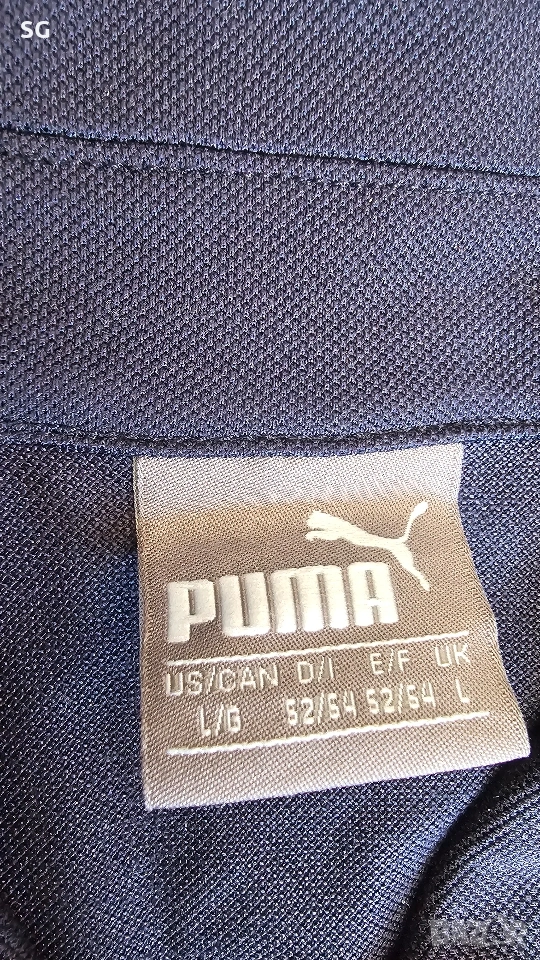 SG
PUMA
US/CAN D/I E/F UK
L/G 52/54 52/54 L